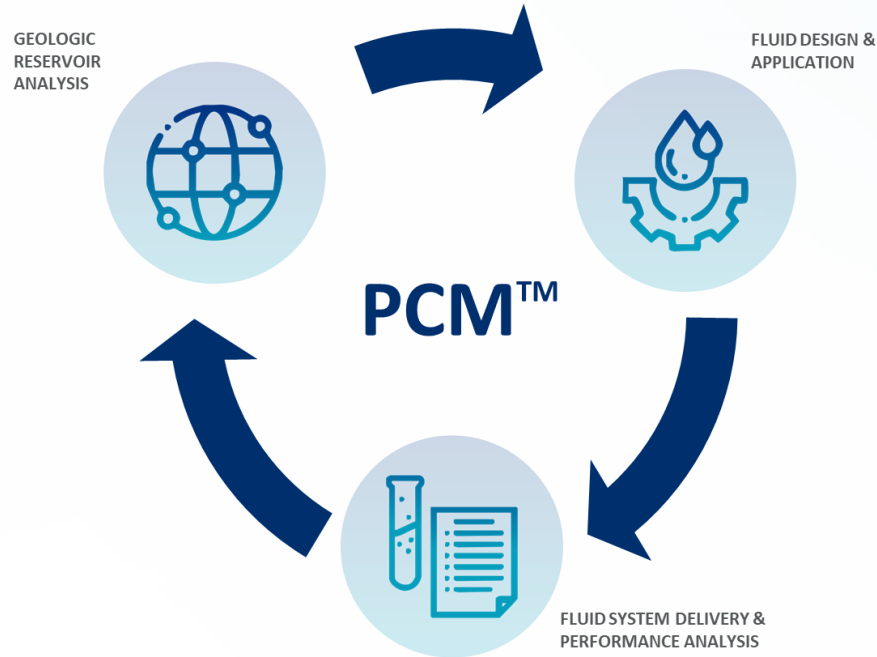 GEOLOGIC
RESERVOIR
ANALYSIS
FLUID DESIGN &
APPLICATION
PCM™
FLUID SYSTEM DELIVERY &
PERFORMANCE ANALYSIS